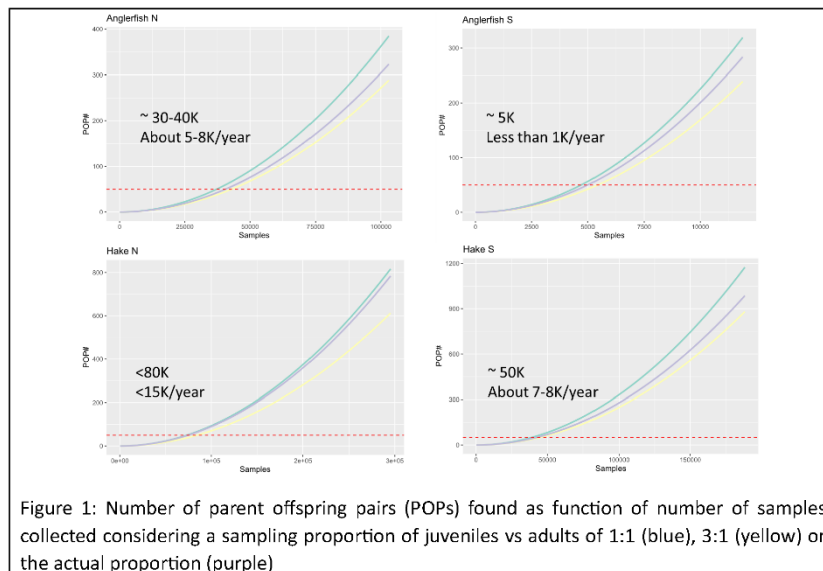 Anglerfish N
400
300
200
100
0
POP#
~ 30-40K
About 5-8K/year
0
25000
50000
75000
100000
Samples
Anglerfish S
300
200
100
0
POP#
~ 5K
Less than 1K/year
0
2500
5000
7500
10000
Samples
Hake N
800
600
400
200
0
POP#
<80K
<15K/year
0e+00
1e+05
2e+05
3e+05
Samples
Hake S
1200
900
600
300
0
POP#
~ 50K
About 7-8K/year
0
50000
100000
150000
Samples
Figure 1: Number of parent offspring pairs (POPs) found as function of number of samples
collected considering a sampling proportion of juveniles vs adults of 1:1 (blue), 3:1 (yellow) or
the actual proportion (purple)